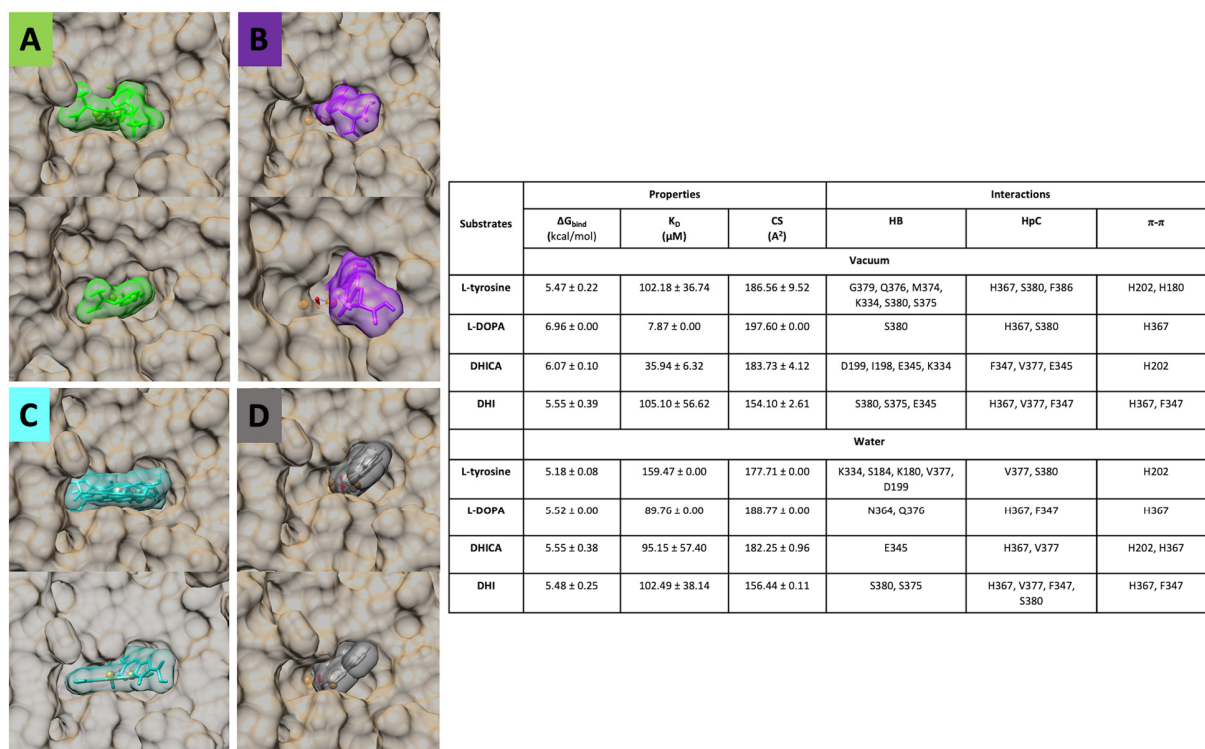 A
B
C
D
Substrates
Properties
Interactions
ΔGbind
(kcal/mol)
KD
(µM)
CS
(A²)
HB
HpC
π-π
Vacuum
L-tyrosine
5.47 ± 0.22
102.18 ± 36.74
186.56 ± 9.52
G379, Q376, M374,
K334, S380, S375
H367, S380, F386
H202, H180
L-DOPA
6.96 ± 0.00
7.87 ± 0.00
197.60 ± 0.00
S380
H367, S380
H367
DHICA
6.07 ± 0.10
35.94 ± 6.32
183.73 ± 4.12
D199, I198, E345, K334
F347, V377, E345
H202
DHI
5.55 ± 0.39
105.10 ± 56.62
154.10 ± 2.61
S380, S375, E345
H367, V377, F347
H367, F347
Water
L-tyrosine
5.18 ± 0.08
159.47 ± 0.00
177.71 ± 0.00
K334, S184, K180, V377,
D199
V377, S380
H202
L-DOPA
5.52 ± 0.00
89.76 ± 0.00
188.77 ± 0.00
N364, Q376
H367, F347
H367
DHICA
5.55 ± 0.38
95.15 ± 57.40
182.25 ± 0.96
E345
H367, V377
H202, H367
DHI
5.48 ± 0.25
102.49 ± 38.14
156.44 ± 0.11
S380, S375
H367, V377, F347,
S380
H367, F347